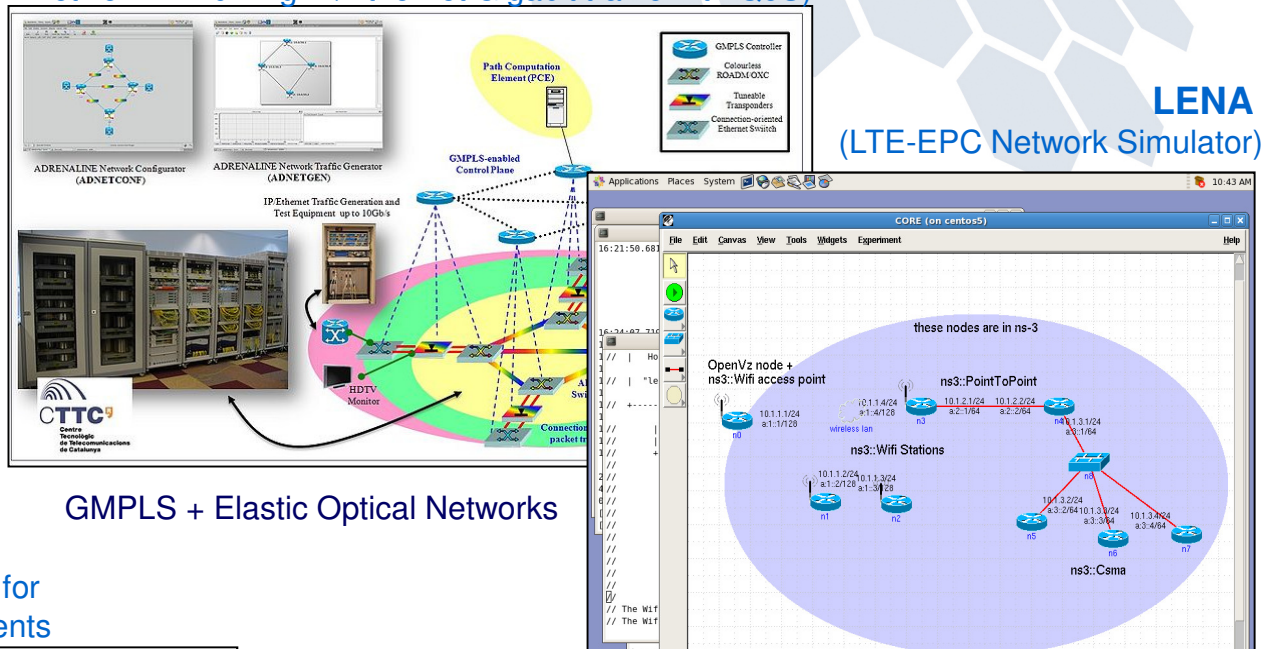 QoS)
LENA
(LTE-EPC Network Simulator)
GMPLS Controller
Colourless
ROADM/OXC
Tuneable
Transponders
Connection-oriented
Ethernet Switch
Path Computation
Element (PCE)
GMPLS-enabled
Control Plane
ADRENALINE Network Configurator
(ADNETCONF)
ADRENALINE Network Traffic Generator
(ADNETGEN)
IP/Ethernet Traffic Generation and
Test Equipment up to 10Gb/s
HDTV
Monitor
CTTC
Centre
Tecnològic
de Telecomunicacions
de Catalunya
Connection
packet
GMPLS + Elastic Optical Networks
for
Applications Places System
10:43 AM
CORE (on centos5)
File Edit Canvas View Tools Widgets Experiment
Help
16:21:50.681
// | Ho
// | "le
// +-----
// The Wif
// The Wif
these nodes are in ns-3
OpenVz node +
ns3::Wifi access point
10.1.1.1/24
a:1::1/128
n0
10.1.1.4/24
a:1::4/128
wireless lan
ns3::PointToPoint
n3
10.1.2.1/24
a:2::1/64
10.1.2.2/24
a:2::2/64
n4
10.1.3.1/24
a:3::1/64
n8
ns3::Wifi Stations
10.1.1.2/24
a:1::2/128
n1
10.1.1.3/24
a:1::3/128
n2
10.1.3.2/24
a:3::2/64
n5
10.1.3.3/24
a:3::3/64
n6
10.1.3.4/24
a:3::4/64
n7
ns3::Csma